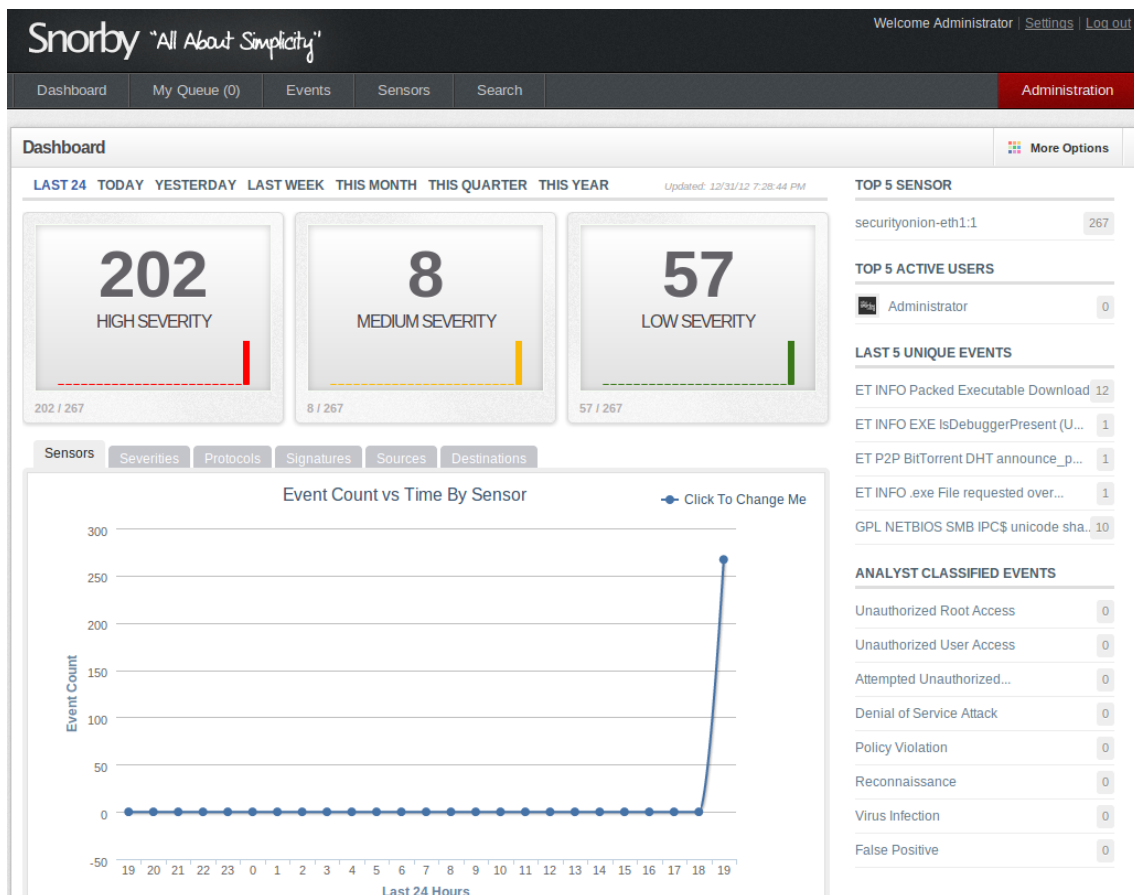 Snorby "All About Simplicity"
Welcome Administrator | Settings | Log out
Dashboard My Queue (0) Events Sensors Search Administration
Dashboard
More Options
LAST 24 TODAY YESTERDAY LAST WEEK THIS MONTH THIS QUARTER THIS YEAR
Updated: 12/31/12 7:28:44 PM
202
HIGH SEVERITY
202 / 267
8
MEDIUM SEVERITY
8 / 267
57
LOW SEVERITY
57 / 267
Sensors Severities Protocols Signatures Sources Destinations
Event Count vs Time By Sensor
Click To Change Me
Event Count
300
250
200
150
100
50
0
-50
19 20 21 22 23 0 1 2 3 4 5 6 7 8 9 10 11 12 13 14 15 16 17 18 19
Last 24 Hours
TOP 5 SENSOR
securityonion-eth1:1 267
TOP 5 ACTIVE USERS
Administrator 0
LAST 5 UNIQUE EVENTS
ET INFO Packed Executable Download 12
ET INFO EXE IsDebuggerPresent (U... 1
ET P2P BitTorrent DHT announce_p... 1
ET INFO .exe File requested over... 1
GPL NETBIOS SMB IPC$ unicode sha... 10
ANALYST CLASSIFIED EVENTS
Unauthorized Root Access 0
Unauthorized User Access 0
Attempted Unauthorized... 0
Denial of Service Attack 0
Policy Violation 0
Reconnaissance 0
Virus Infection 0
False Positive 0